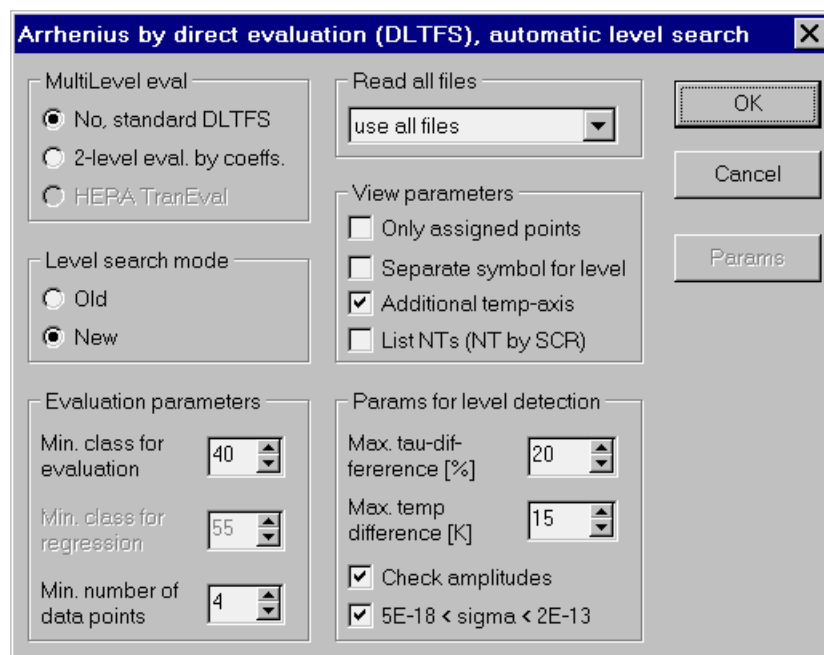 Arrhenius by direct evaluation (DLTFS), automatic level search
MultiLevel eval
No, standard DLTFS
2-level eval. by coeffs.
HERA TranEval
Level search mode
Old
New
Evaluation parameters
Min. class for
evaluation
40
Min. class for
regression
55
Min. number of
data points
4
Read all files
use all files
View parameters
Only assigned points
Separate symbol for level
Additional temp-axis
List NTs (NT by SCR)
Params for level detection
Max. tau-dif-
fererence [%]
20
Max. temp
difference [K]
15
Check amplitudes
5E-18 < sigma < 2E-13
OK
Cancel
Params